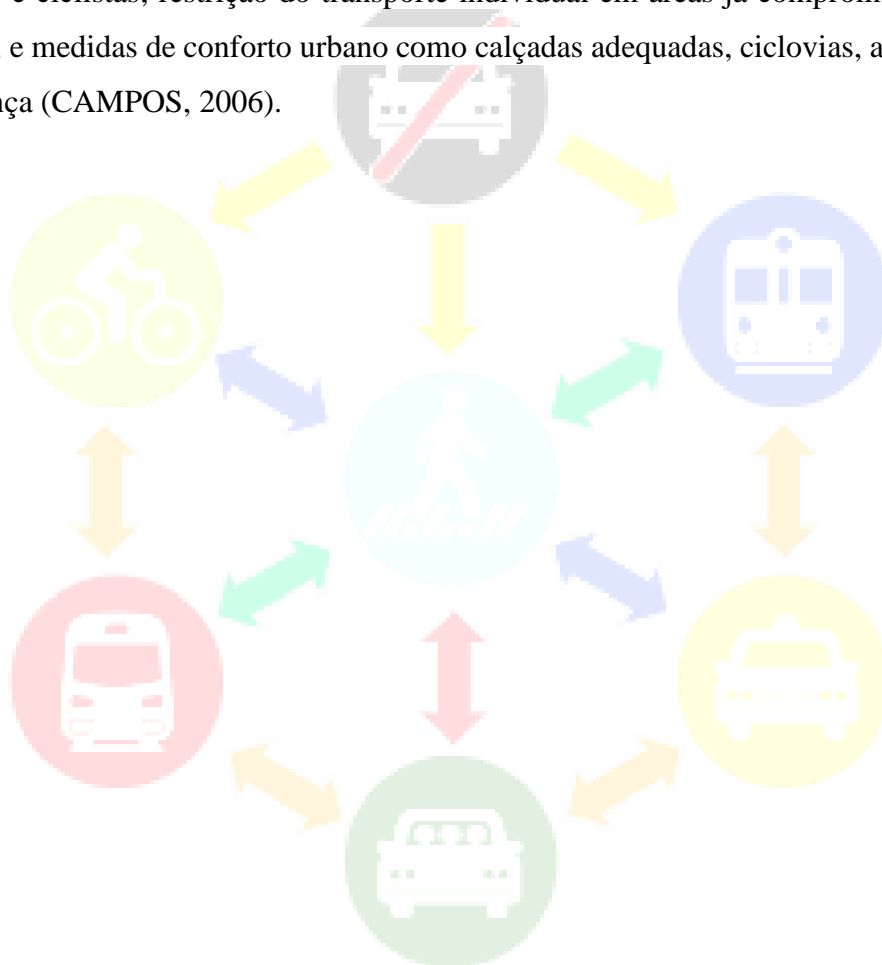 e ciclistas, restrição do transporte individual em áreas já comprom
e medidas de conforto urbano como calçadas adequadas, ciclovias, a
nça (CAMPOS, 2006).